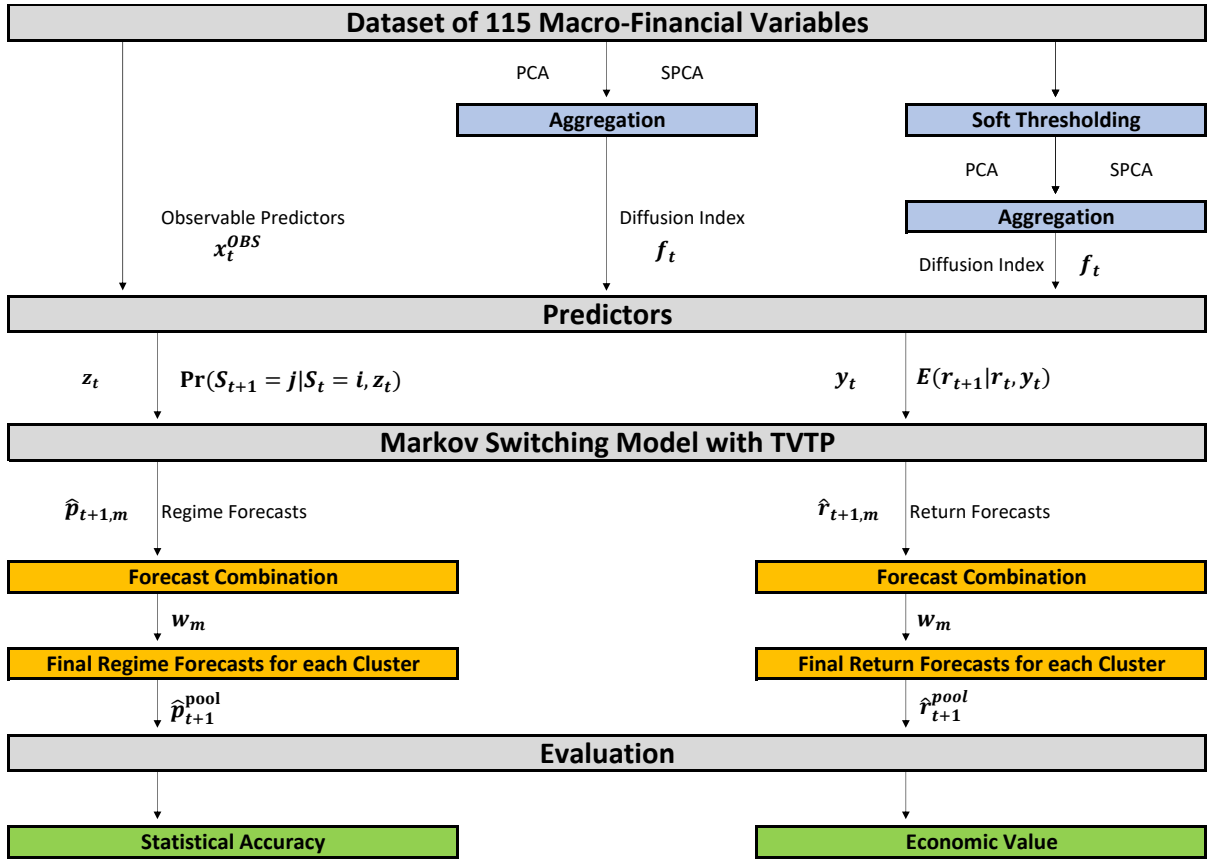 Dataset of 115 Macro-Financial Variables
PCA SPCA
Aggregation
Soft Thresholding
PCA SPCA
Aggregation
Observable Predictors
x_t^{OBS}
Diffusion Index
f_t
Diffusion Index f_t
Predictors
z_t Pr(S_{t+1} = j|S_t = i, z_t)
y_t E(r_{t+1}|r_t, y_t)
Markov Switching Model with TVTP
p̂_{t+1,m} Regime Forecasts
r̂_{t+1,m} Return Forecasts
Forecast Combination
Forecast Combination
w_m
w_m
Final Regime Forecasts for each Cluster
Final Return Forecasts for each Cluster
p̂_{t+1}^{pool}
r̂_{t+1}^{pool}
Evaluation
Statistical Accuracy
Economic Value